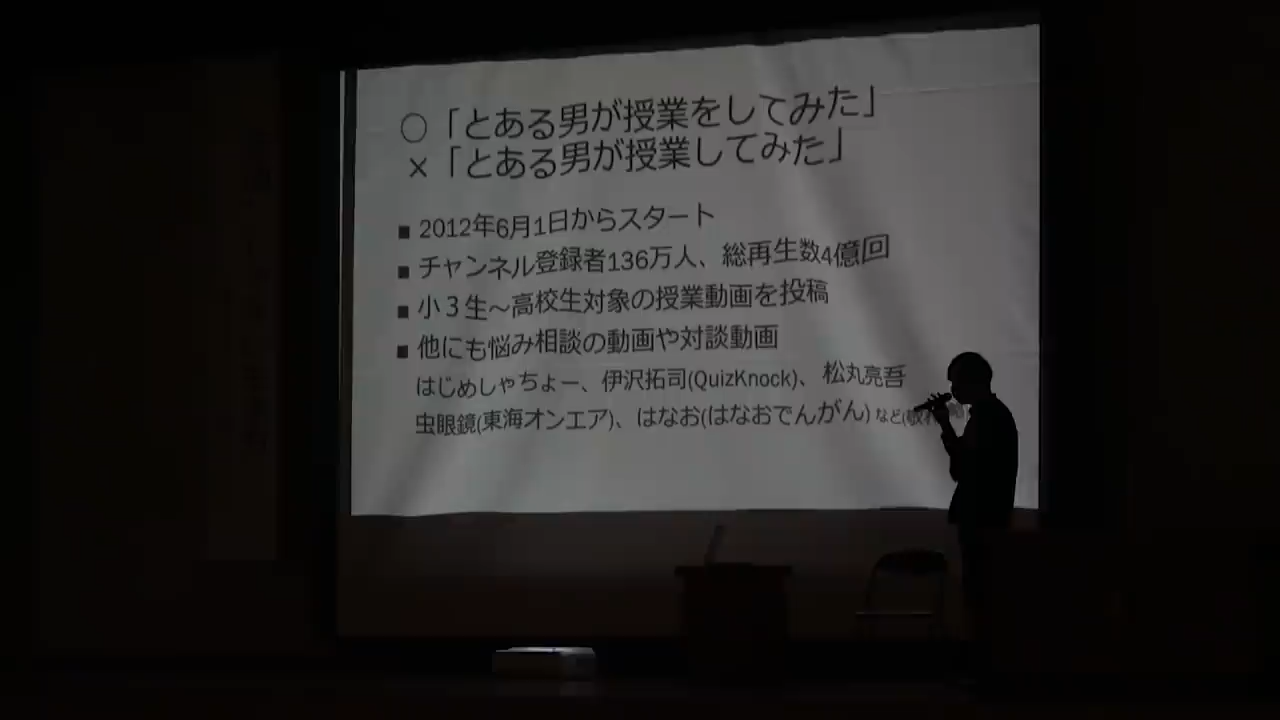 ○「とある男が授業をしてみた」
×「とある男が授業してみた」
■ 2012年6月1日からスタート
■ チャンネル登録者136万人、総再生数4億回
■ 小３生～高校生対象の授業動画を投稿
■ 他にも悩み相談の動画や対談動画
はじめしゃちょー、伊沢拓司(QuizKnock)、松丸亮吾
虫眼鏡(東海オンエア)、はなお(はなおでんがん) など(敬